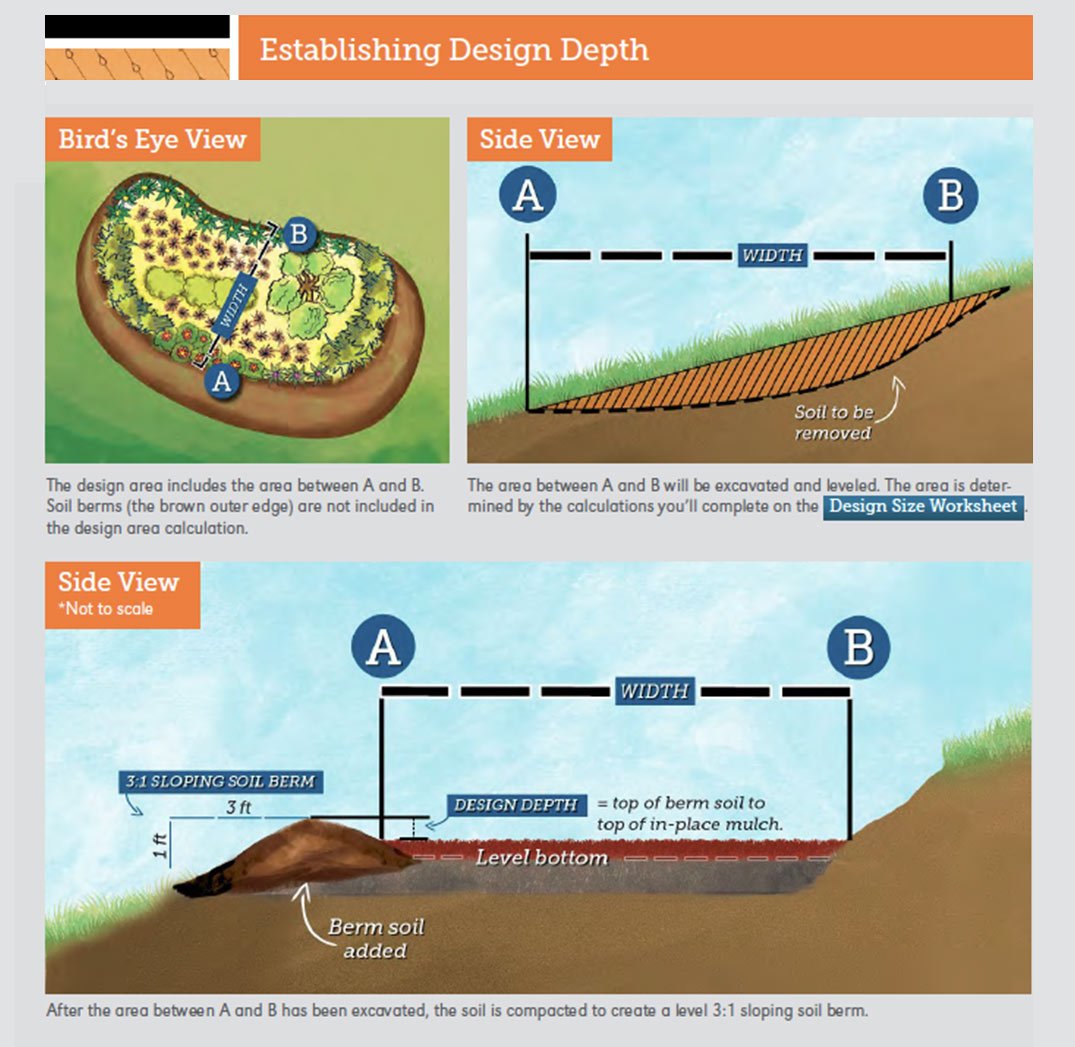 Establishing Design Depth
Bird's Eye View
B
WIDTH
A
The design area includes the area between A and B.
Soil berms (the brown outer edge) are not included in
the design area calculation.
Side View
A
B
WIDTH
Soil to be
removed
The area between A and B will be excavated and leveled. The area is deter-
mined by the calculations you'll complete on the Design Size Worksheet.
Side View
*Not to scale
A
B
WIDTH
3:1 SLOPING SOIL BERM
3 ft
1 ft
DESIGN DEPTH = top of berm soil to
top of in-place mulch.
Level bottom
Berm soil
added
After the area between A and B has been excavated, the soil is compacted to create a level 3:1 sloping soil berm.